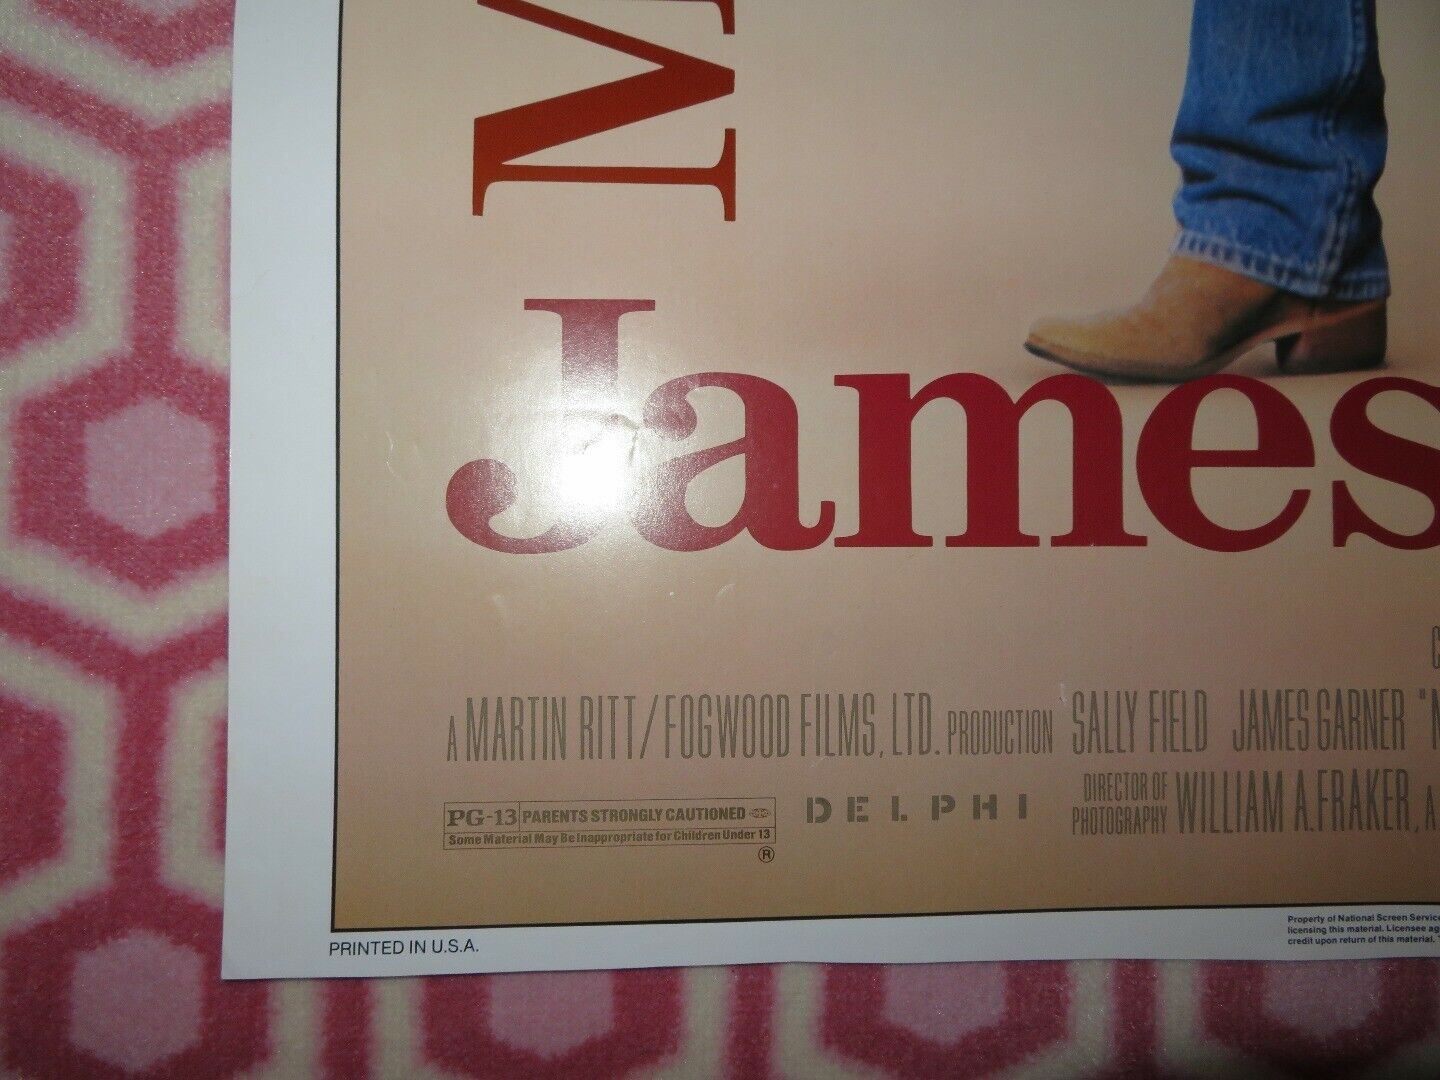 M
James
A MARTIN RITT/FOGWOOD FILMS, LTD. PRODUCTION SALLY FIELD JAMES GARNER
PG-13 PARENTS STRONGLY CAUTIONED
Some Material May Be Inappropriate for Children Under 13
®
DELPHI
DIRECTOR OF PHOTOGRAPHY WILLIAM A. FRAKER, A
PRINTED IN U.S.A.
Property of National Screen Service
licensing this material. Licensee ag
credit upon return of this material.